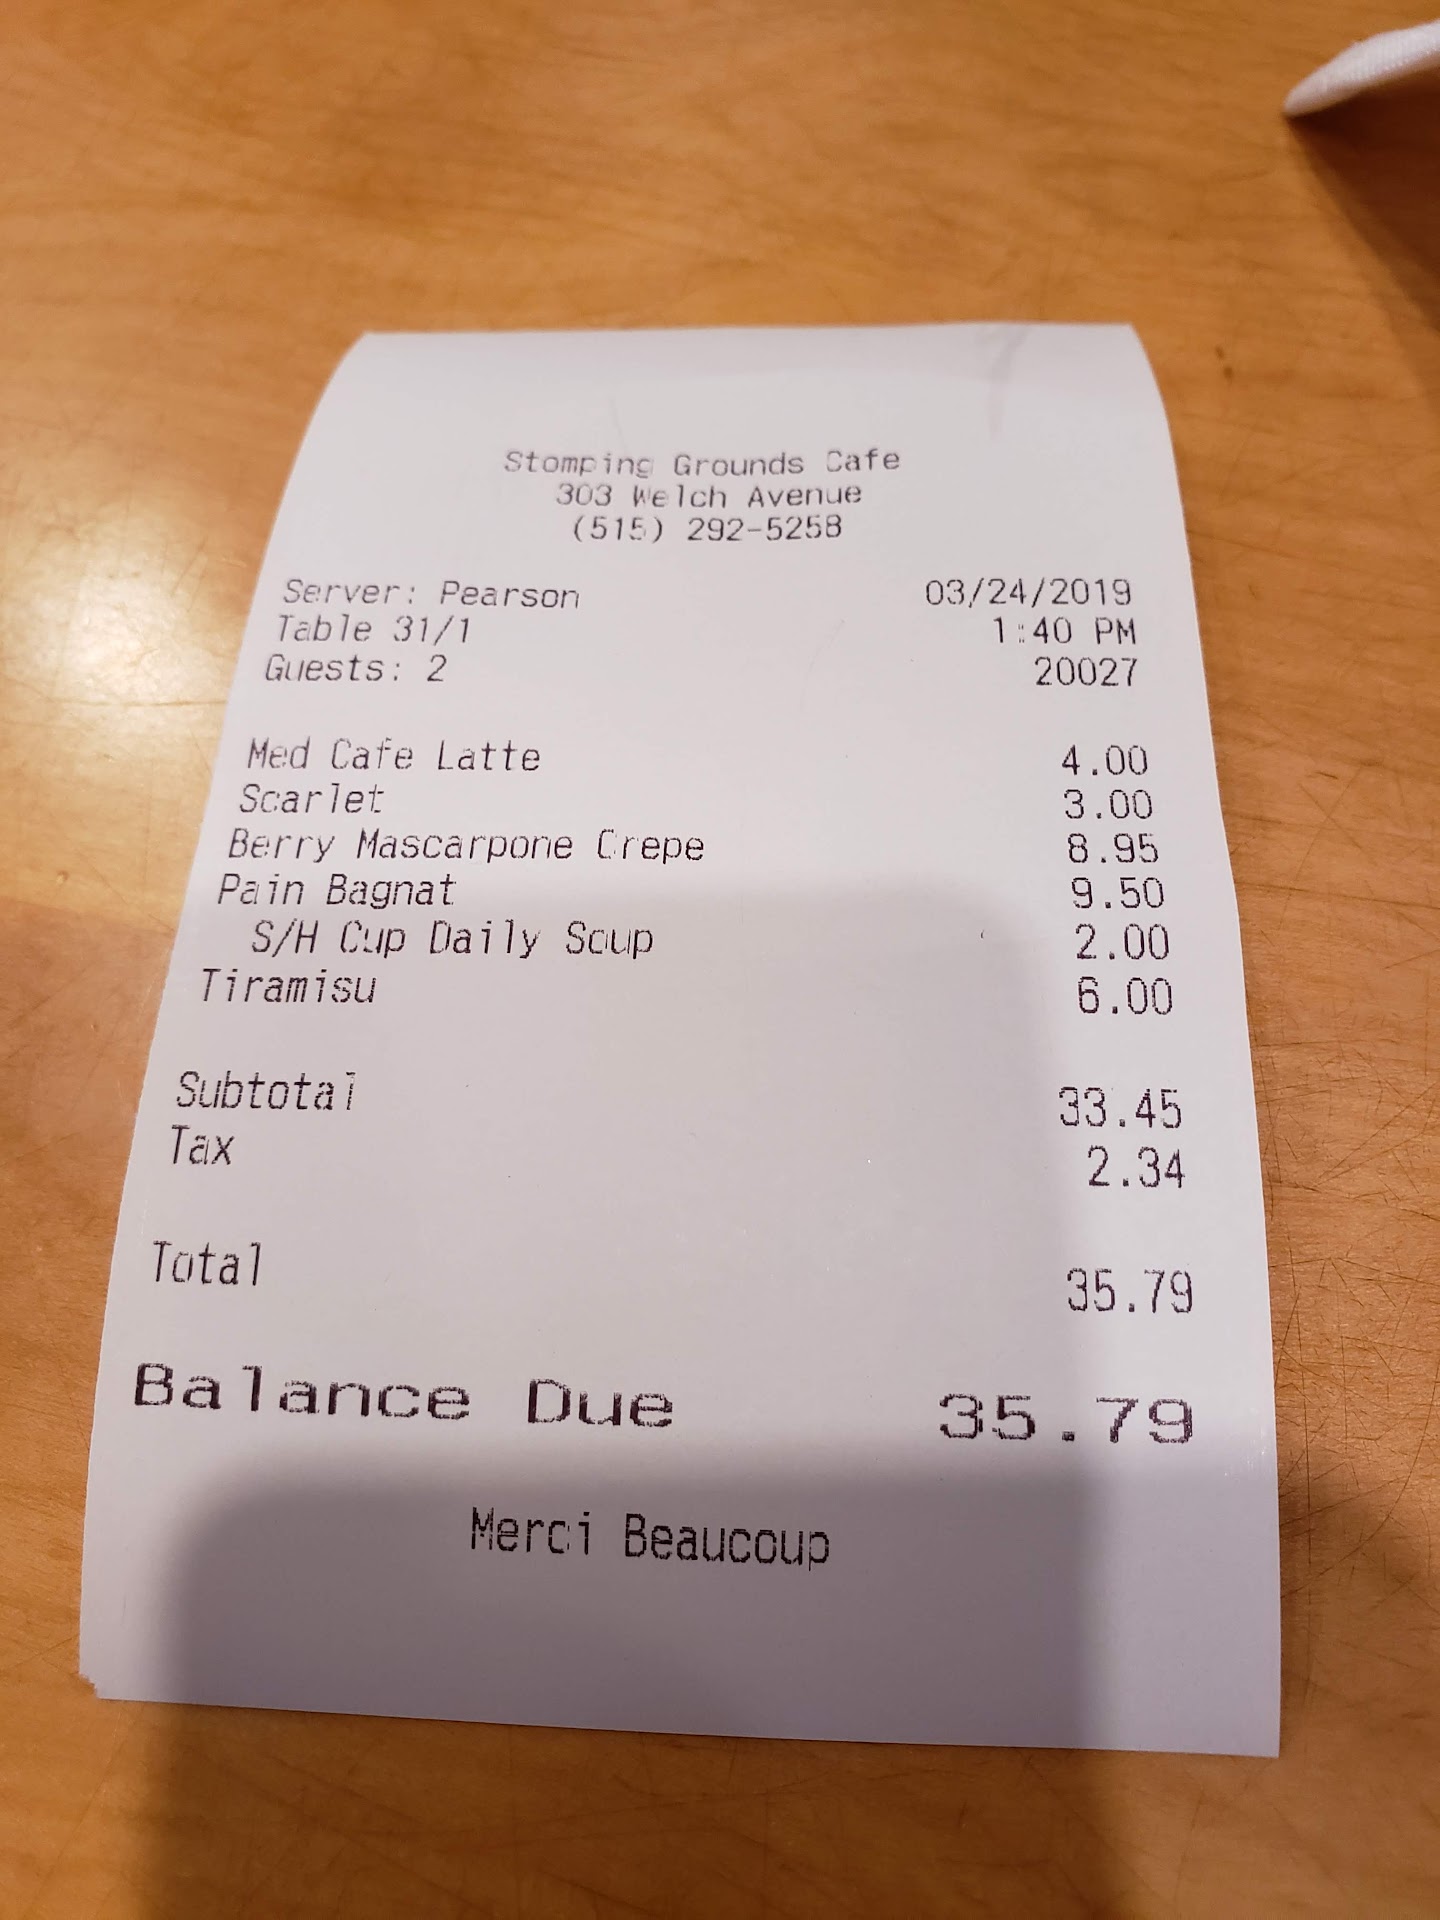 Stomping Grounds Cafe
303 Welch Avenue
(515) 292-5258
Server: Pearson 03/24/2019
Table 31/1 1:40 PM
Guests: 2 20027
Med Cafe Latte 4.00
Scarlet 3.00
Berry Mascarpone Crepe 8.95
Pain Bagnat 9.50
S/H Cup Daily Soup 2.00
Tiramisu 6.00
Subtotal 33.45
Tax 2.34
Total 35.79
Balance Due 35.79
Merci Beaucoup